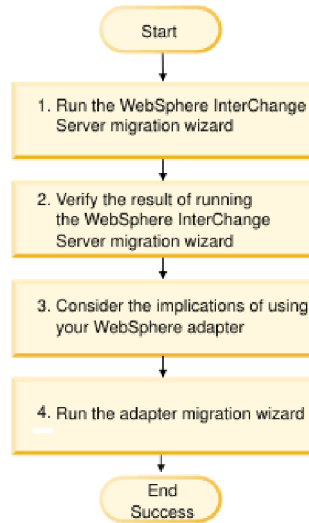 Start
1. Run the WebSphere InterChange
Server migration wizard
2. Verify the result of running
the WebSphere InterChange
Server migration wizard
3. Consider the implications of using
your WebSphere adapter
4. Run the adapter migration wizard
End
Success